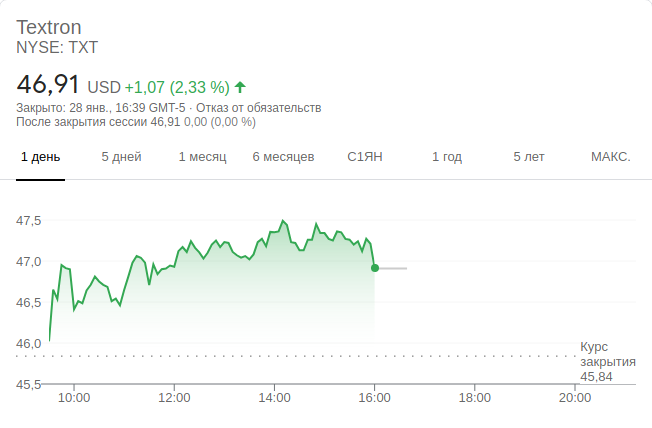 Textron
NYSE: TXT
46,91 USD +1,07 (2,33 %) ↑
Закрыто: 28 янв., 16:39 GMT-5 · Отказ от обязательств
После закрытия сессии 46,91 0,00 (0,00 %)
1 день 5 дней 1 месяц 6 месяцев С1ЯН 1 год 5 лет МАКС.
47,5
47,0
46,5
46,0
Курс
закрытия
45,84
45,5
10:00 12:00 14:00 16:00 18:00 20:00